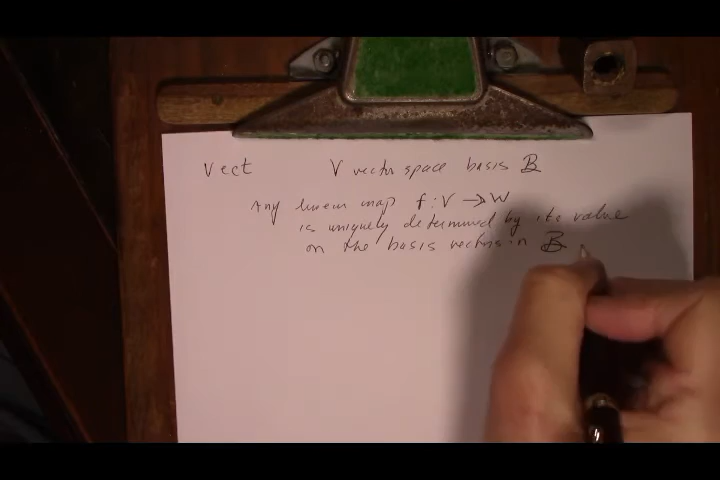 Vect V vector space basis B
Any linear map f : V → W
is uniquely determined by its value
on the basis vectors in B